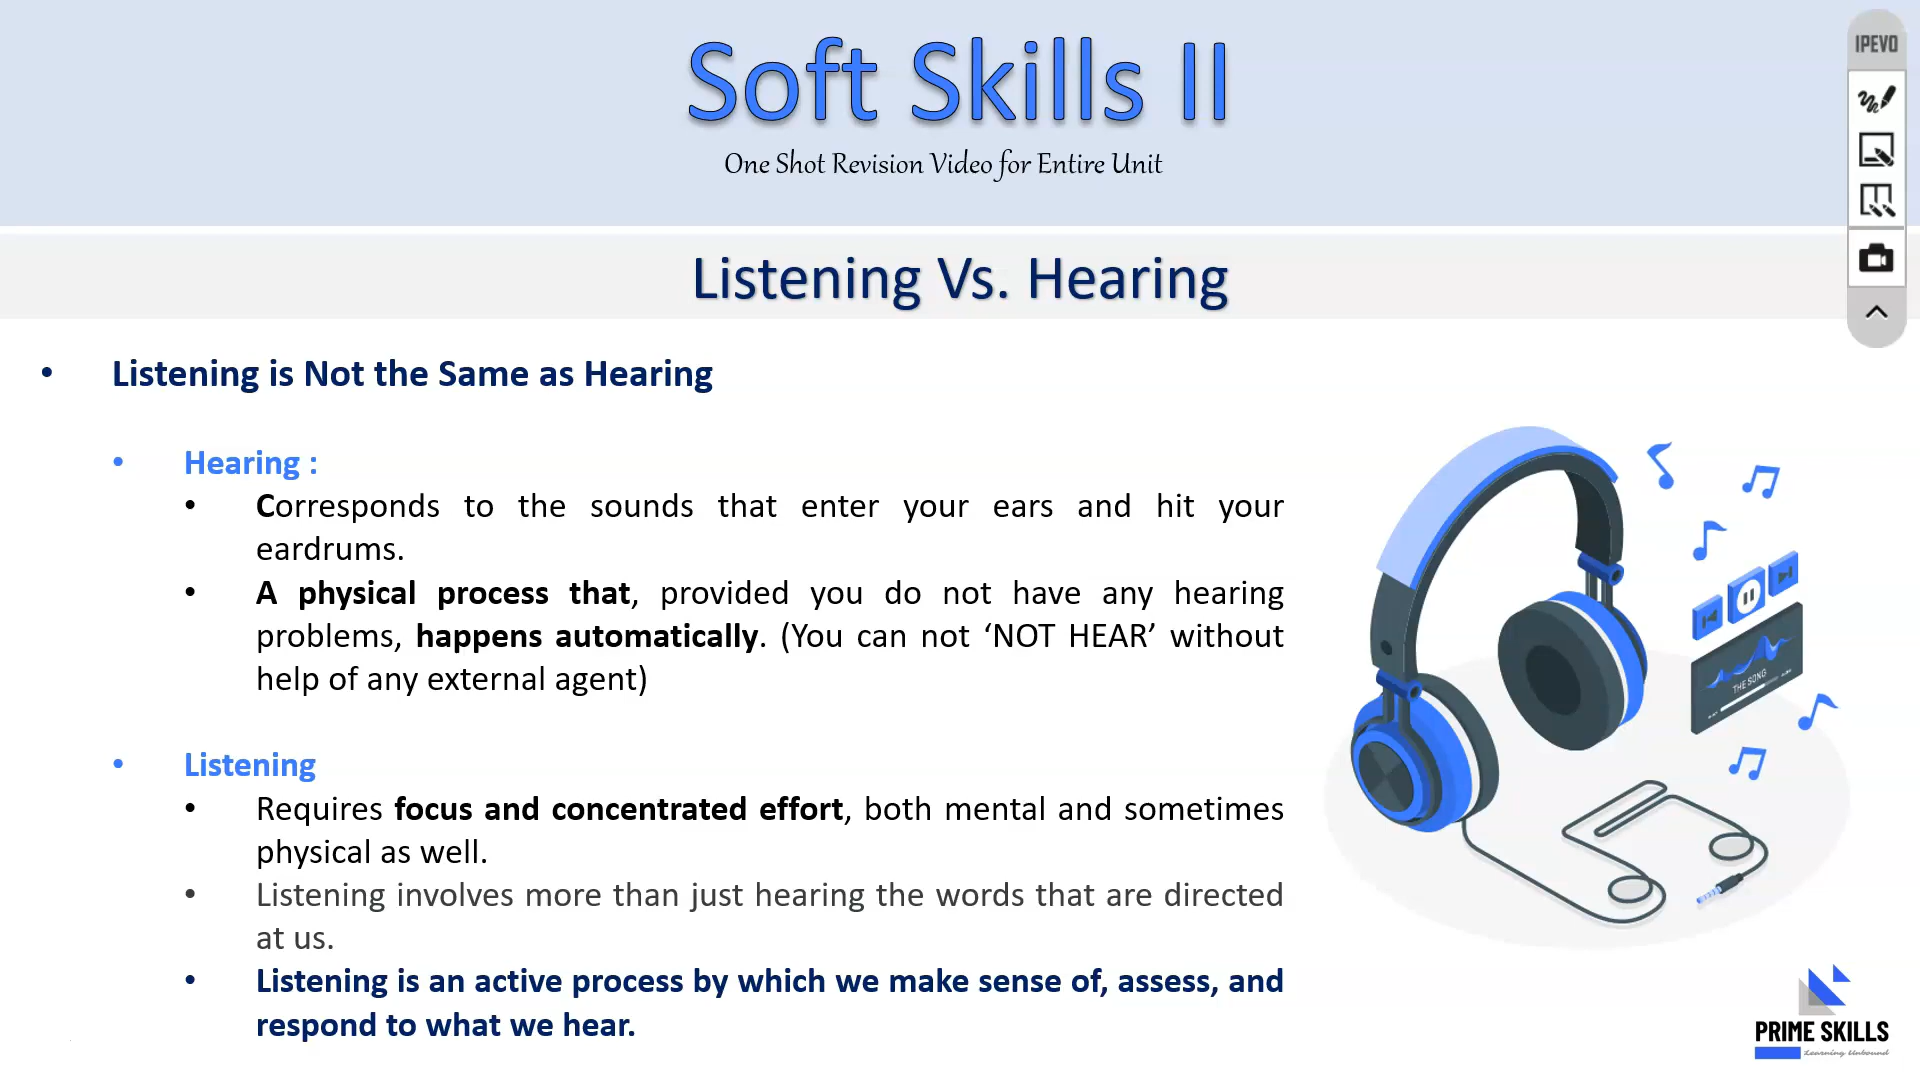 Soft Skills II
One Shot Revision Video for Entire Unit
IPEVO
Listening Vs. Hearing
• Listening is Not the Same as Hearing
• Hearing :
• Corresponds to the sounds that enter your ears and hit your
eardrums.
• A physical process that, provided you do not have any hearing
problems, happens automatically. (You can not ‘NOT HEAR’ without
help of any external agent)
• Listening
• Requires focus and concentrated effort, both mental and sometimes
physical as well.
• Listening involves more than just hearing the words that are directed
at us.
• Listening is an active process by which we make sense of, assess, and
respond to what we hear.
THE SONG
PRIME SKILLS
Learning Unbound